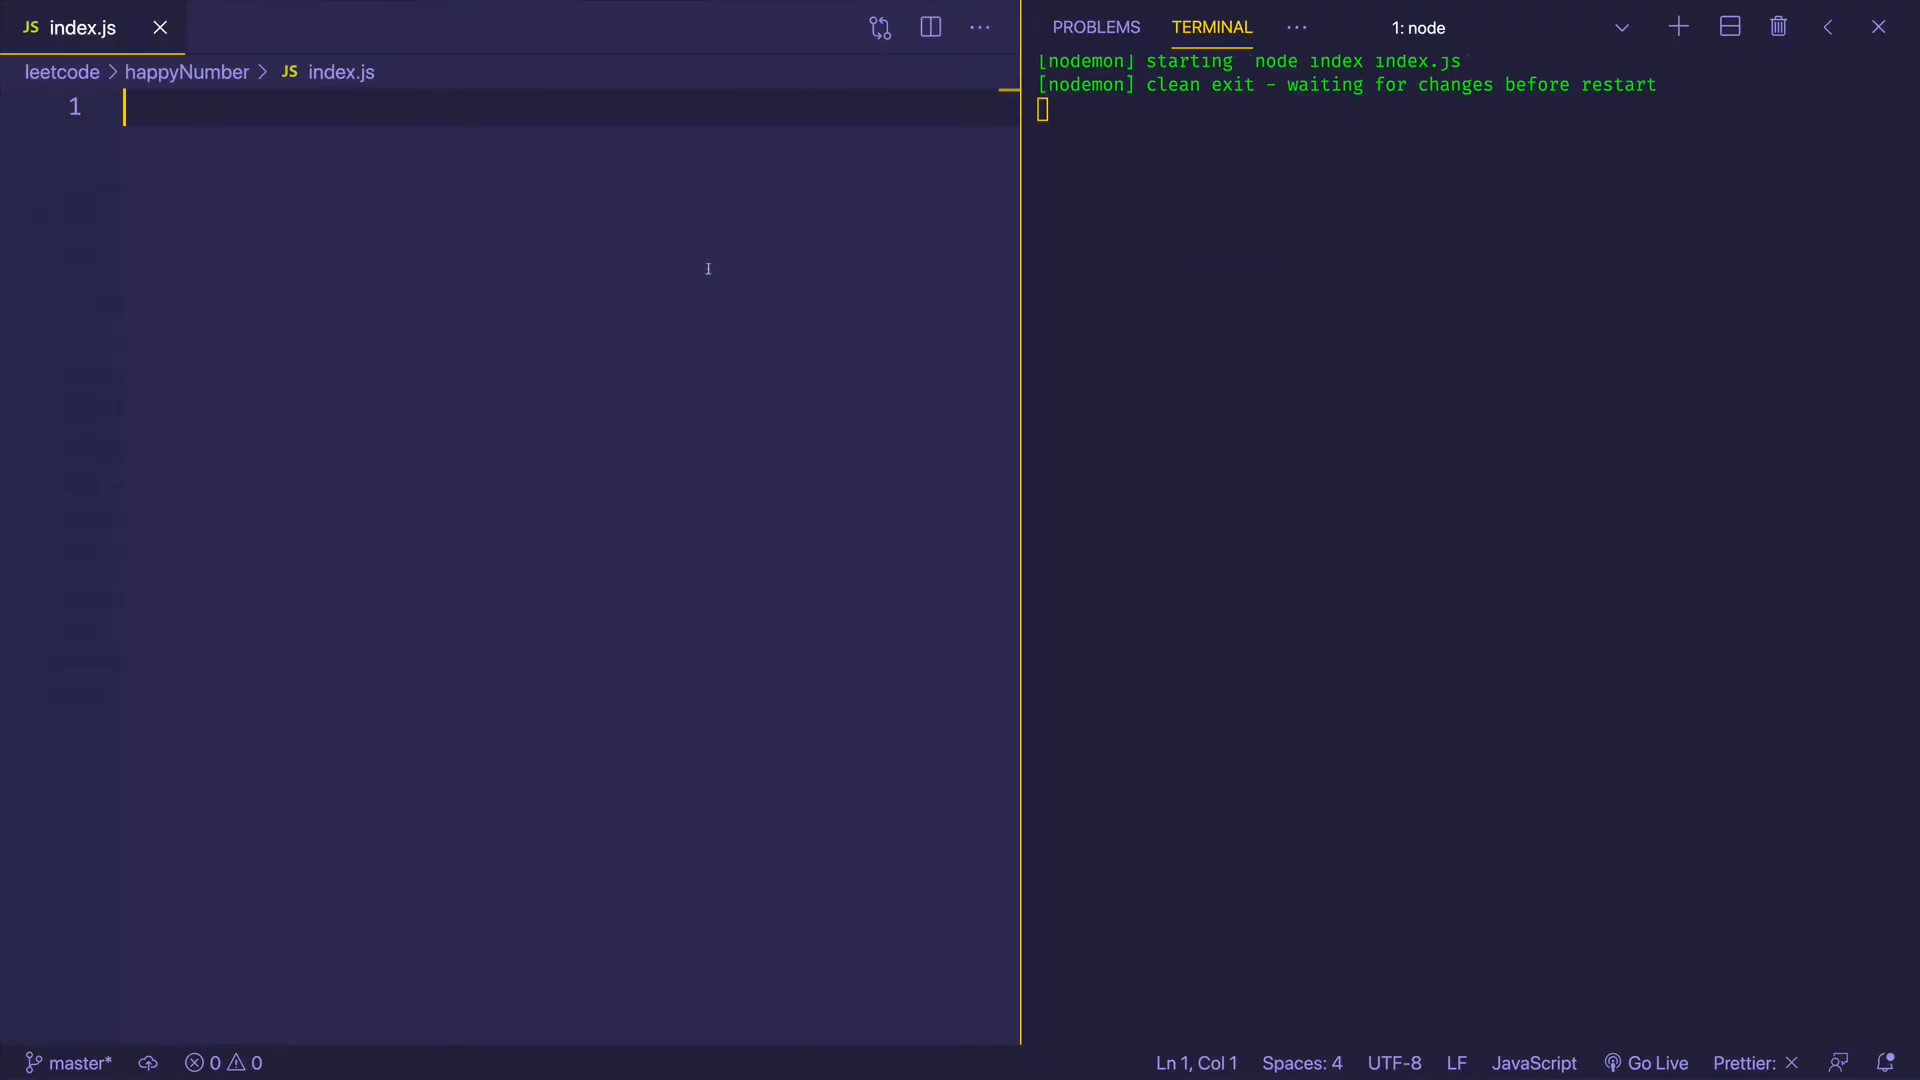 JS index.js
PROBLEMS TERMINAL ··· 1: node
leetcode > happyNumber > JS index.js
1
[nodemon] starting `node index index.js`
[nodemon] clean exit - waiting for changes before restart
master* 0 0
Ln 1, Col 1 Spaces: 4 UTF-8 LF JavaScript Go Live Prettier: ×